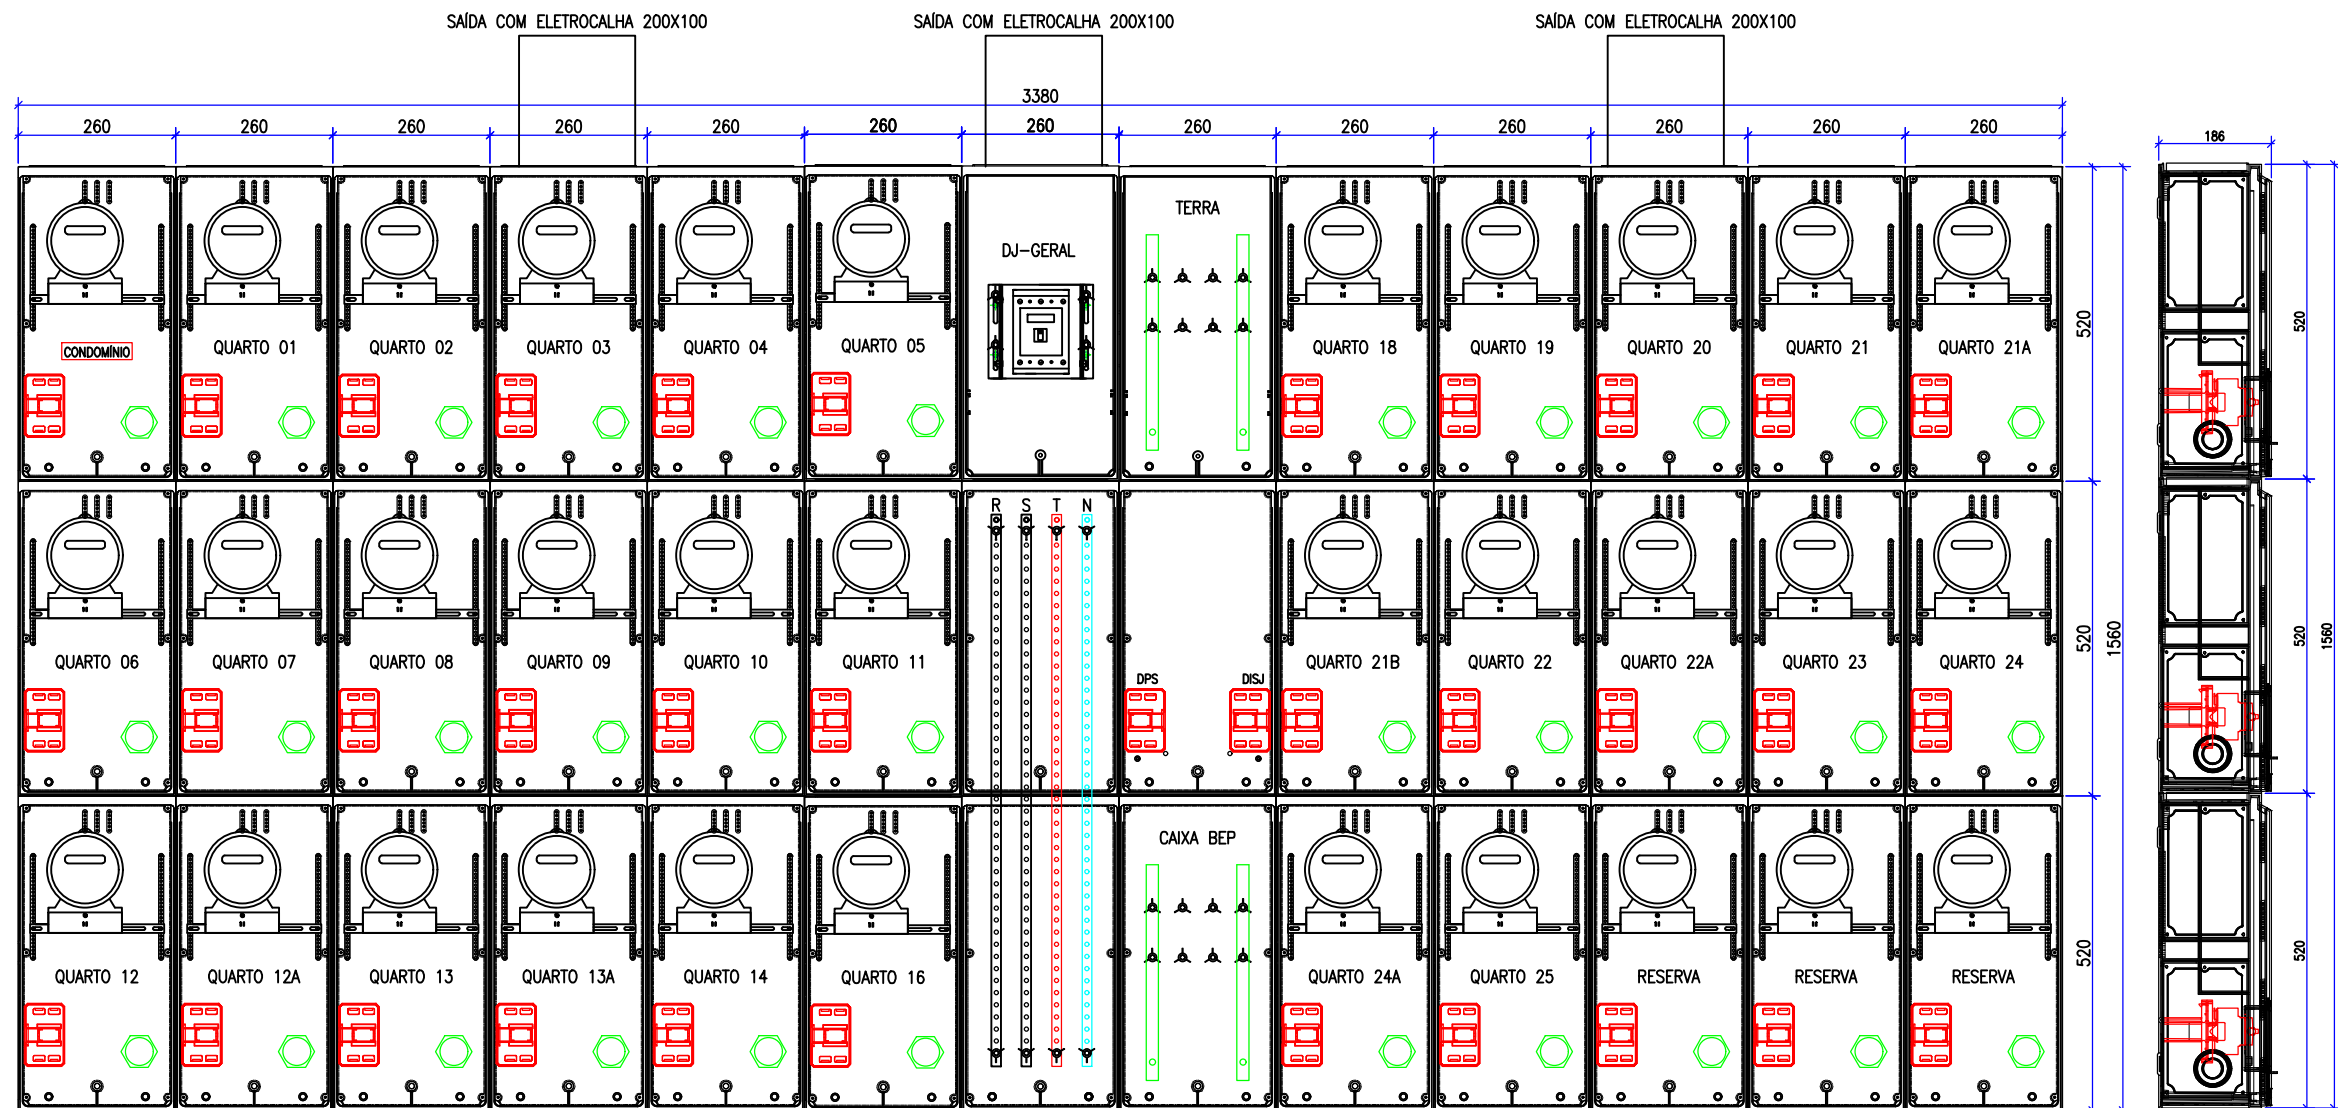 SAÍDA COM ELETROCALHA 200X100 SAÍDA COM ELETROCALHA 200X100 SAÍDA COM ELETROCALHA 200X100
3380
260 260 260 260 260 260 260 260 260 260 260 260 260
186
TERRA
DJ-GERAL
CONDOMÍNIO QUARTO 01 QUARTO 02 QUARTO 03 QUARTO 04 QUARTO 05 QUARTO 18 QUARTO 19 QUARTO 20 QUARTO 21 QUARTO 21A
520 520
R S T N
QUARTO 06 QUARTO 07 QUARTO 08 QUARTO 09 QUARTO 10 QUARTO 11 QUARTO 21B QUARTO 22 QUARTO 22A QUARTO 23 QUARTO 24
DPS DISJ
520 1560 520 1560
CAIXA BEP
QUARTO 12 QUARTO 12A QUARTO 13 QUARTO 13A QUARTO 14 QUARTO 16 QUARTO 24A QUARTO 25 RESERVA RESERVA RESERVA
520 520